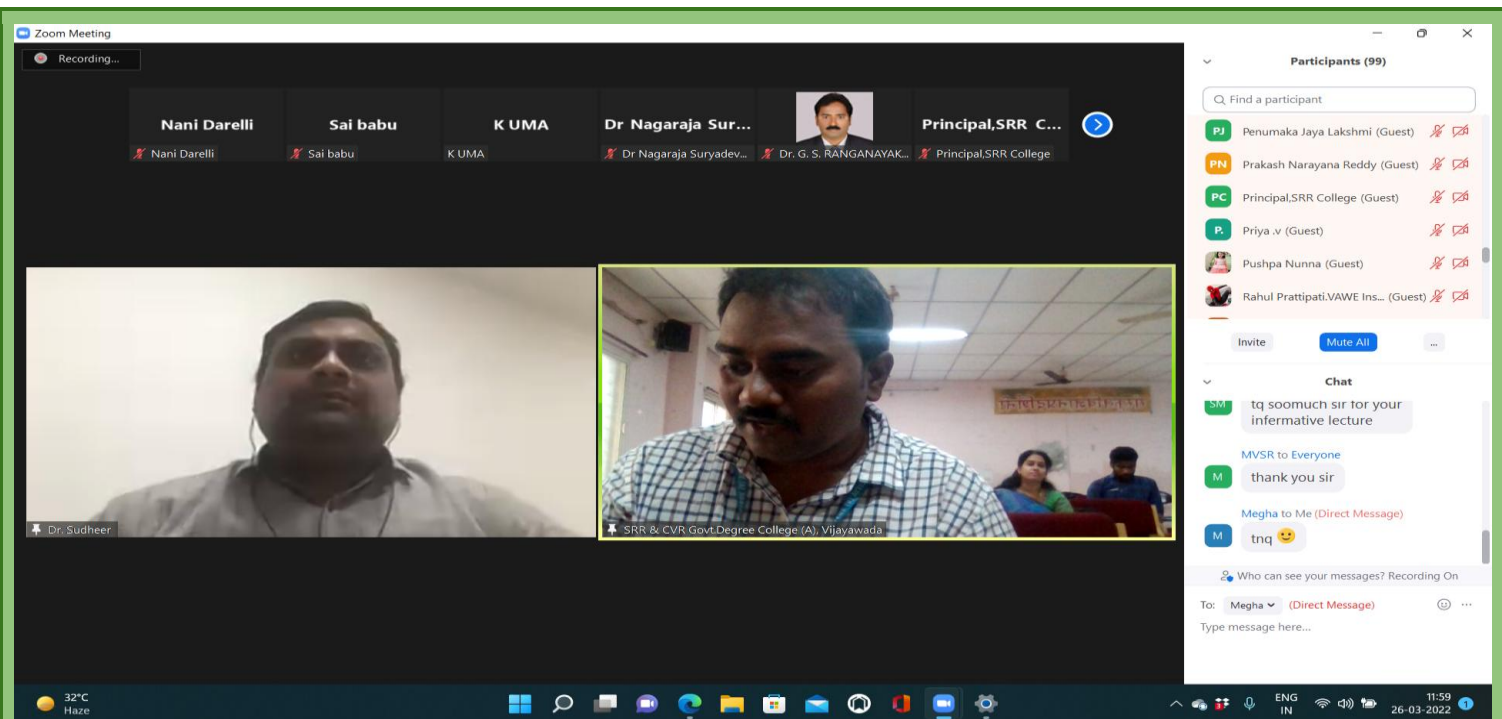 Zoom Meeting
Recording...
Nani Darelli
Sai babu
K UMA
Dr Nagaraja Sur...
Principal,SRR C...
Nani Darelli
Sai babu
K UMA
Dr Nagaraja Suryadev...
Dr. G. S. RANGANAYAK...
Principal,SRR College
Dr. Sudheer
SRR & CVR Govt.Degree College (A), Vijayawada
Participants (99)
Find a participant
PJ Penumaka Jaya Lakshmi (Guest)
PN Prakash Narayana Reddy (Guest)
PC Principal,SRR College (Guest)
P. Priya .v (Guest)
Pushpa Nunna (Guest)
Rahul Prattipati.VAWE Ins... (Guest)
Invite
Mute All
...
Chat
SM tq soomuch sir for your
infermative lecture
MVSR to Everyone
M thank you sir
Megha to Me (Direct Message)
M tnq 🙂
Who can see your messages? Recording On
To: Megha (Direct Message)
Type message here...
32°C
Haze
ENG
IN
11:59
26-03-2022
1